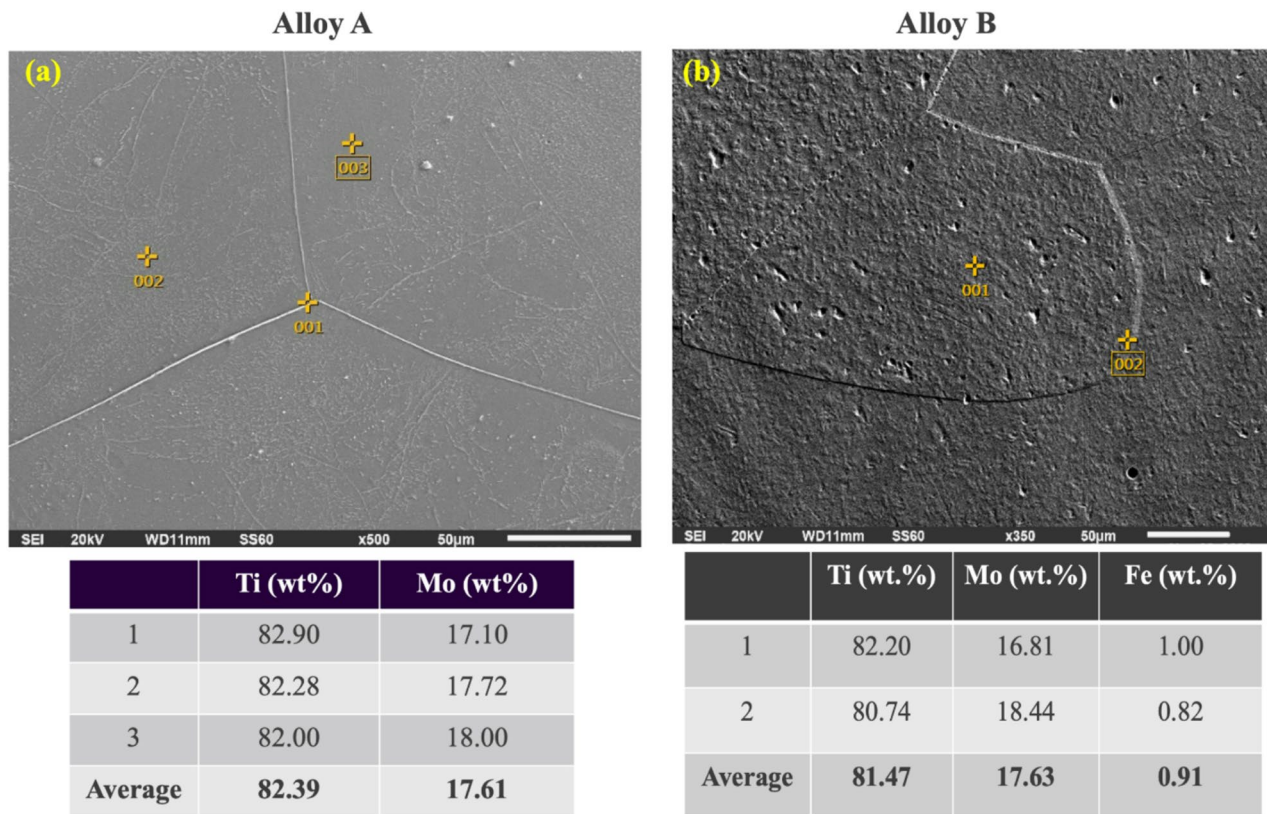 Alloy A
Alloy B
(a)
003
002
001
SEI 20kV WD11mm SS60 x500 50µm
(b)
001
002
SEI 20kV WD11mm SS60 x350 50µm
Ti (wt%) Mo (wt%)
1 82.90 17.10
2 82.28 17.72
3 82.00 18.00
Average 82.39 17.61
Ti (wt.%) Mo (wt.%) Fe (wt.%)
1 82.20 16.81 1.00
2 80.74 18.44 0.82
Average 81.47 17.63 0.91